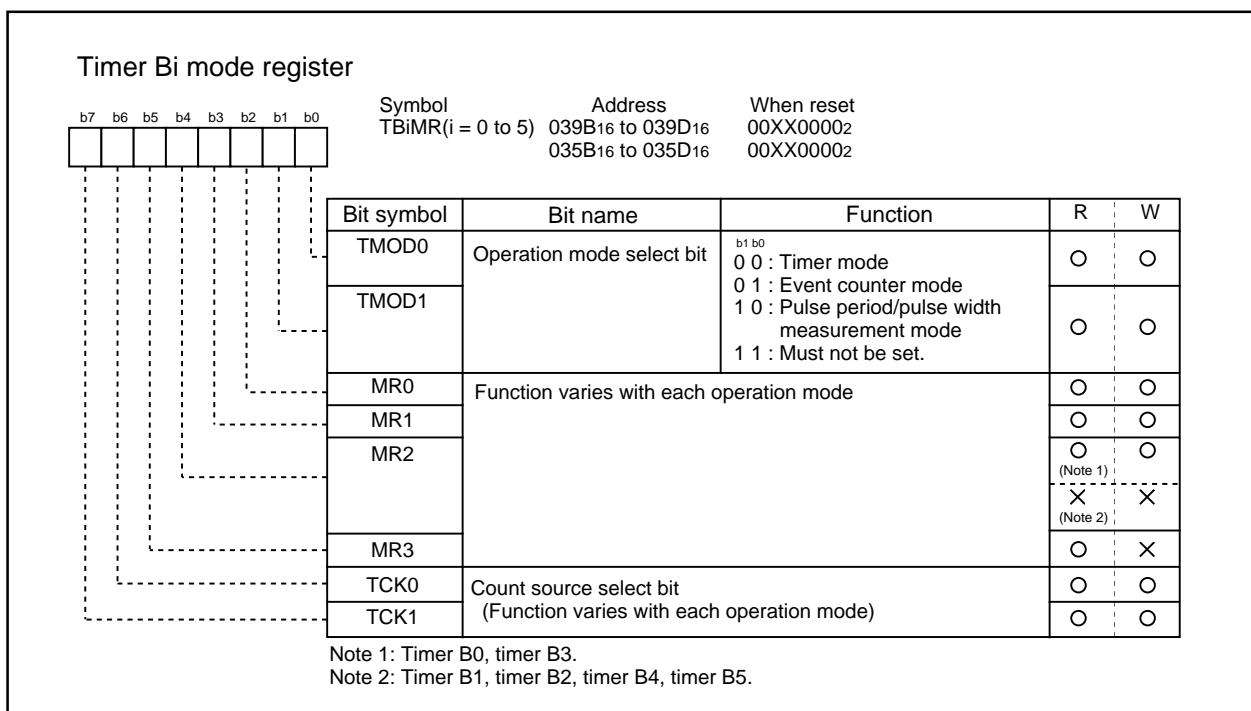 Timer Bi mode register
Symbol Address When reset
TBiMR(i = 0 to 5) 039B16 to 039D16 00XX00002
035B16 to 035D16 00XX00002
b7 b6 b5 b4 b3 b2 b1 b0
Bit symbol Bit name Function R W
TMOD0 Operation mode select bit b1 b0
0 0 : Timer mode
0 1 : Event counter mode
TMOD1 1 0 : Pulse period/pulse width
measurement mode
1 1 : Must not be set.
MR0 Function varies with each operation mode
MR1
MR2
(Note 1)
(Note 2)
MR3
TCK0 Count source select bit
TCK1 (Function varies with each operation mode)
Note 1: Timer B0, timer B3.
Note 2: Timer B1, timer B2, timer B4, timer B5.